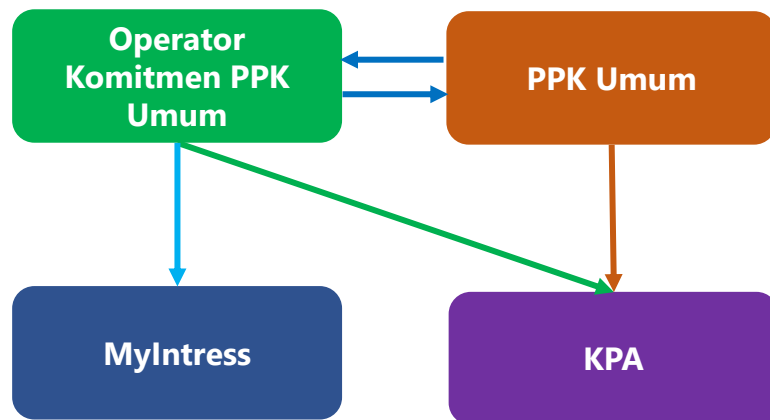 Operator
Komitmen PPK
Umum
PPK Umum
MyIntress
KPA